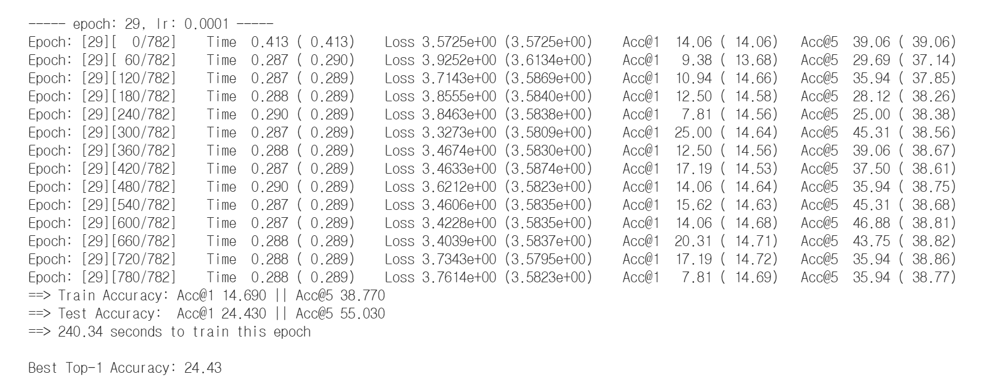 ----- epoch: 29, lr: 0.0001 -----
Epoch: [29][  0/782]    Time  0.413 ( 0.413)    Loss 3.5725e+00 (3.5725e+00)    Acc@1  14.06 ( 14.06)   Acc@5  39.06 ( 39.06)
Epoch: [29][ 60/782]    Time  0.287 ( 0.290)    Loss 3.9252e+00 (3.6134e+00)    Acc@1   9.38 ( 13.68)   Acc@5  29.69 ( 37.14)
Epoch: [29][120/782]    Time  0.287 ( 0.289)    Loss 3.7143e+00 (3.5869e+00)    Acc@1  10.94 ( 14.66)   Acc@5  35.94 ( 37.85)
Epoch: [29][180/782]    Time  0.288 ( 0.289)    Loss 3.8555e+00 (3.5840e+00)    Acc@1  12.50 ( 14.58)   Acc@5  28.12 ( 38.26)
Epoch: [29][240/782]    Time  0.290 ( 0.289)    Loss 3.8463e+00 (3.5838e+00)    Acc@1   7.81 ( 14.56)   Acc@5  25.00 ( 38.38)
Epoch: [29][300/782]    Time  0.287 ( 0.289)    Loss 3.3273e+00 (3.5809e+00)    Acc@1  25.00 ( 14.64)   Acc@5  45.31 ( 38.56)
Epoch: [29][360/782]    Time  0.288 ( 0.289)    Loss 3.4674e+00 (3.5830e+00)    Acc@1  12.50 ( 14.56)   Acc@5  39.06 ( 38.67)
Epoch: [29][420/782]    Time  0.287 ( 0.289)    Loss 3.4633e+00 (3.5874e+00)    Acc@1  17.19 ( 14.53)   Acc@5  37.50 ( 38.61)
Epoch: [29][480/782]    Time  0.290 ( 0.289)    Loss 3.6212e+00 (3.5823e+00)    Acc@1  14.06 ( 14.64)   Acc@5  35.94 ( 38.75)
Epoch: [29][540/782]    Time  0.287 ( 0.289)    Loss 3.4606e+00 (3.5835e+00)    Acc@1  15.62 ( 14.63)   Acc@5  45.31 ( 38.68)
Epoch: [29][600/782]    Time  0.287 ( 0.289)    Loss 3.4228e+00 (3.5835e+00)    Acc@1  14.06 ( 14.68)   Acc@5  46.88 ( 38.81)
Epoch: [29][660/782]    Time  0.288 ( 0.289)    Loss 3.4039e+00 (3.5837e+00)    Acc@1  20.31 ( 14.71)   Acc@5  43.75 ( 38.82)
Epoch: [29][720/782]    Time  0.288 ( 0.289)    Loss 3.7343e+00 (3.5795e+00)    Acc@1  17.19 ( 14.72)   Acc@5  35.94 ( 38.86)
Epoch: [29][780/782]    Time  0.288 ( 0.289)    Loss 3.7614e+00 (3.5823e+00)    Acc@1   7.81 ( 14.69)   Acc@5  35.94 ( 38.77)
==> Train Accuracy: Acc@1 14.690 || Acc@5 38.770
==> Test Accuracy:  Acc@1 24.430 || Acc@5 55.030
==> 240.34 seconds to train this epoch
Best Top-1 Accuracy: 24.43